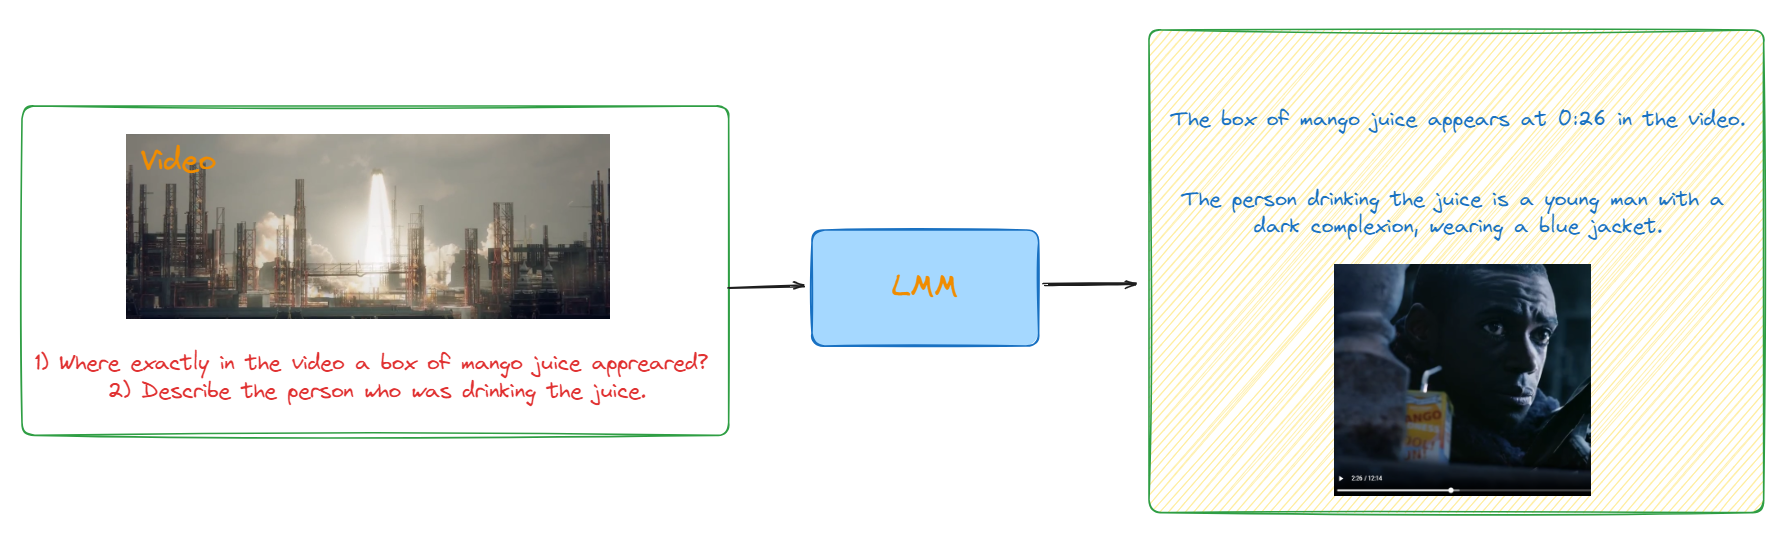 Video
1) Where exactly in the video a box of mango juice appreared?
2) Describe the person who was drinking the juice.
LMM
The box of mango juice appears at 0:26 in the video.
The person drinking the juice is a young man with a
dark complexion, wearing a blue jacket.
MANGO
2:26 / 12:14